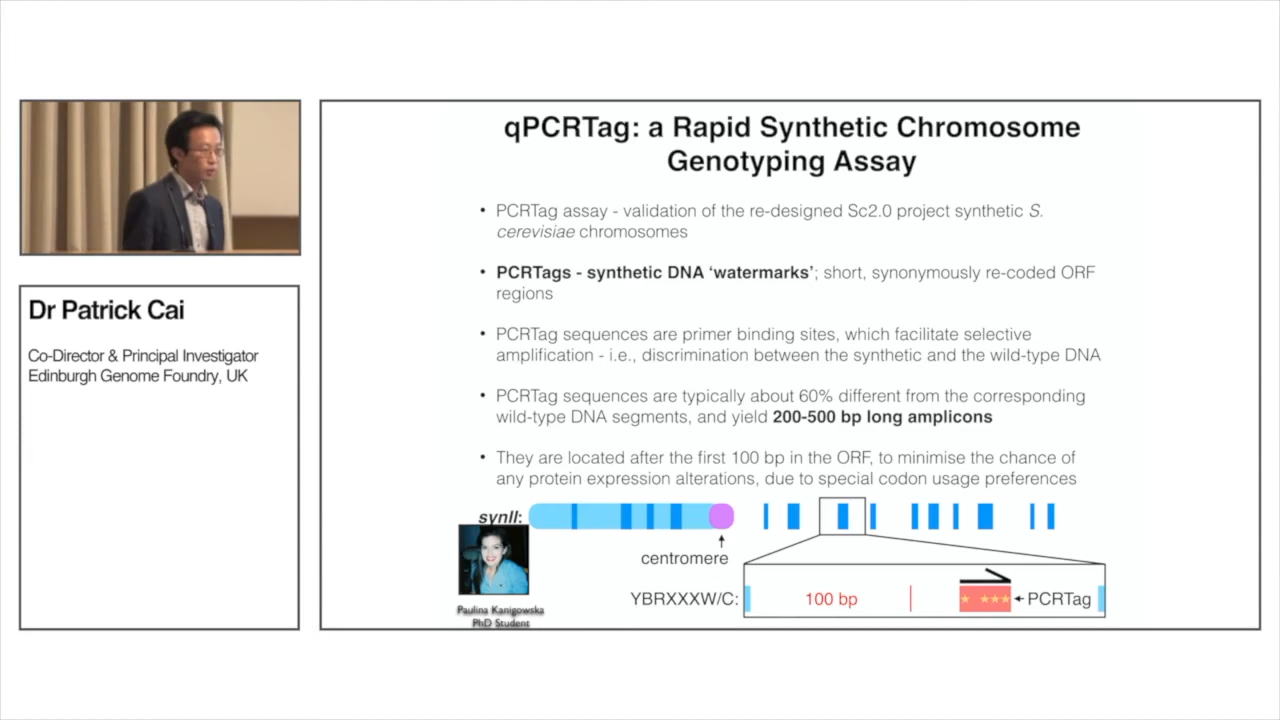 Dr Patrick Cai
Co-Director & Principal Investigator
Edinburgh Genome Foundry, UK
qPCRTag: a Rapid Synthetic Chromosome
Genotyping Assay
• PCRTag assay - validation of the re-designed Sc2.0 project synthetic S.
cerevisiae chromosomes
• PCRTags - synthetic DNA ‘watermarks’; short, synonymously re-coded ORF
regions
• PCRTag sequences are primer binding sites, which facilitate selective
amplification - i.e., discrimination between the synthetic and the wild-type DNA
• PCRTag sequences are typically about 60% different from the corresponding
wild-type DNA segments, and yield 200-500 bp long amplicons
• They are located after the first 100 bp in the ORF, to minimise the chance of
any protein expression alterations, due to special codon usage preferences
synII:
centromere
YBRXXXW/C:
100 bp
PCRTag
Paulina Kanigowska
PhD Student